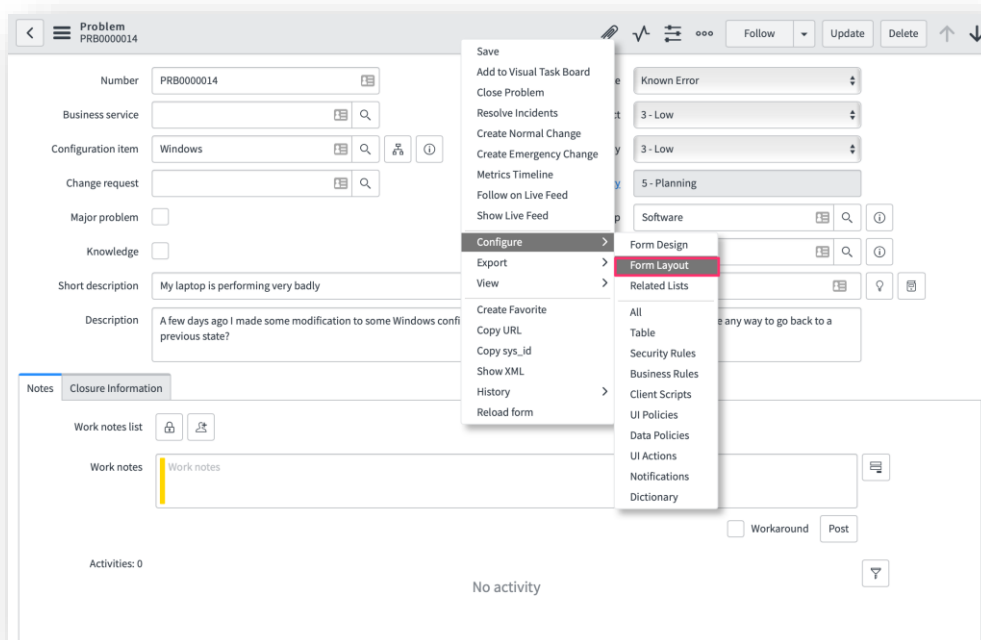 Problem
PRB0000014
Follow
Update
Delete
Number
PRB0000014
Business service
Configuration item
Windows
Change request
Major problem
Knowledge
Short description
My laptop is performing very badly
Description
A few days ago I made some modification to some Windows confi
e any way to go back to a
previous state?
Known Error
3 - Low
3 - Low
5 - Planning
Software
Save
Add to Visual Task Board
Close Problem
Resolve Incidents
Create Normal Change
Create Emergency Change
Metrics Timeline
Follow on Live Feed
Show Live Feed
Configure
Export
View
Create Favorite
Copy URL
Copy sys_id
Show XML
History
Reload form
Form Design
Form Layout
Related Lists
All
Table
Security Rules
Business Rules
Client Scripts
UI Policies
Data Policies
UI Actions
Notifications
Dictionary
Notes
Closure Information
Work notes list
Work notes
Work notes
Workaround
Post
Activities: 0
No activity